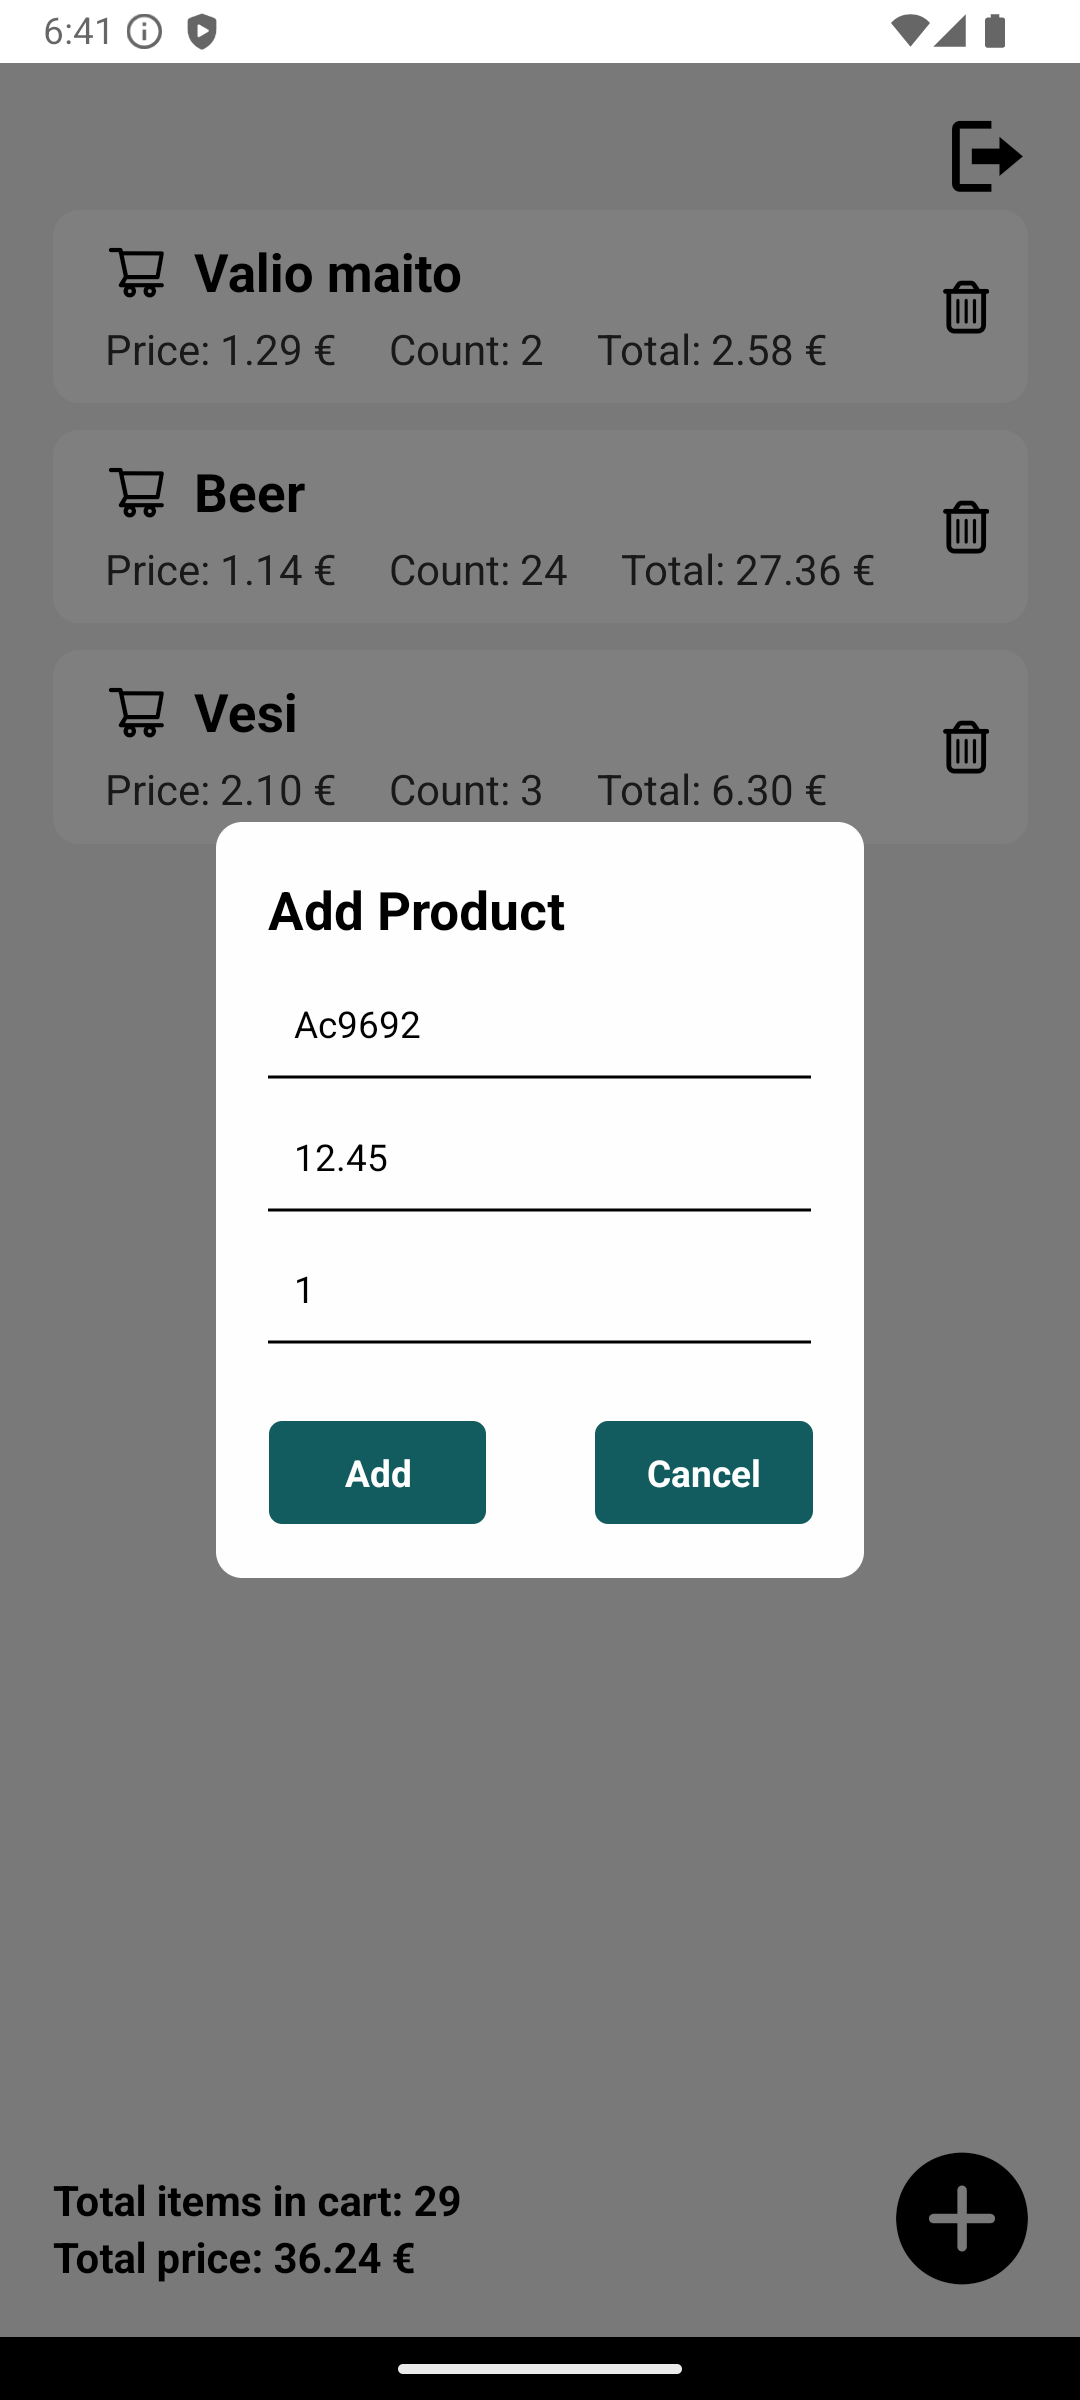 6:41
Valio maito
Price: 1.29 € Count: 2 Total: 2.58 €
Beer
Price: 1.14 € Count: 24 Total: 27.36 €
Vesi
Price: 2.10 € Count: 3 Total: 6.30 €
Add Product
Ac9692
12.45
1
Add Cancel
Total items in cart: 29
Total price: 36.24 €